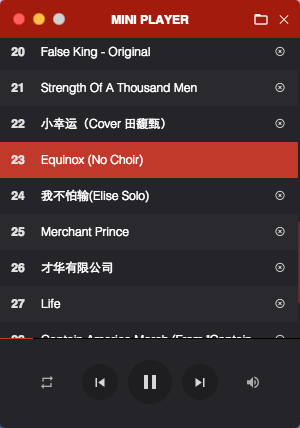 MINI PLAYER
20 False King - Original
21 Strength Of A Thousand Men
22 小幸运（Cover 田馥甄）
23 Equinox (No Choir)
24 我不怕输(Elise Solo)
25 Merchant Prince
26 才华有限公司
27 Life
28 Captain America March (From "Captain